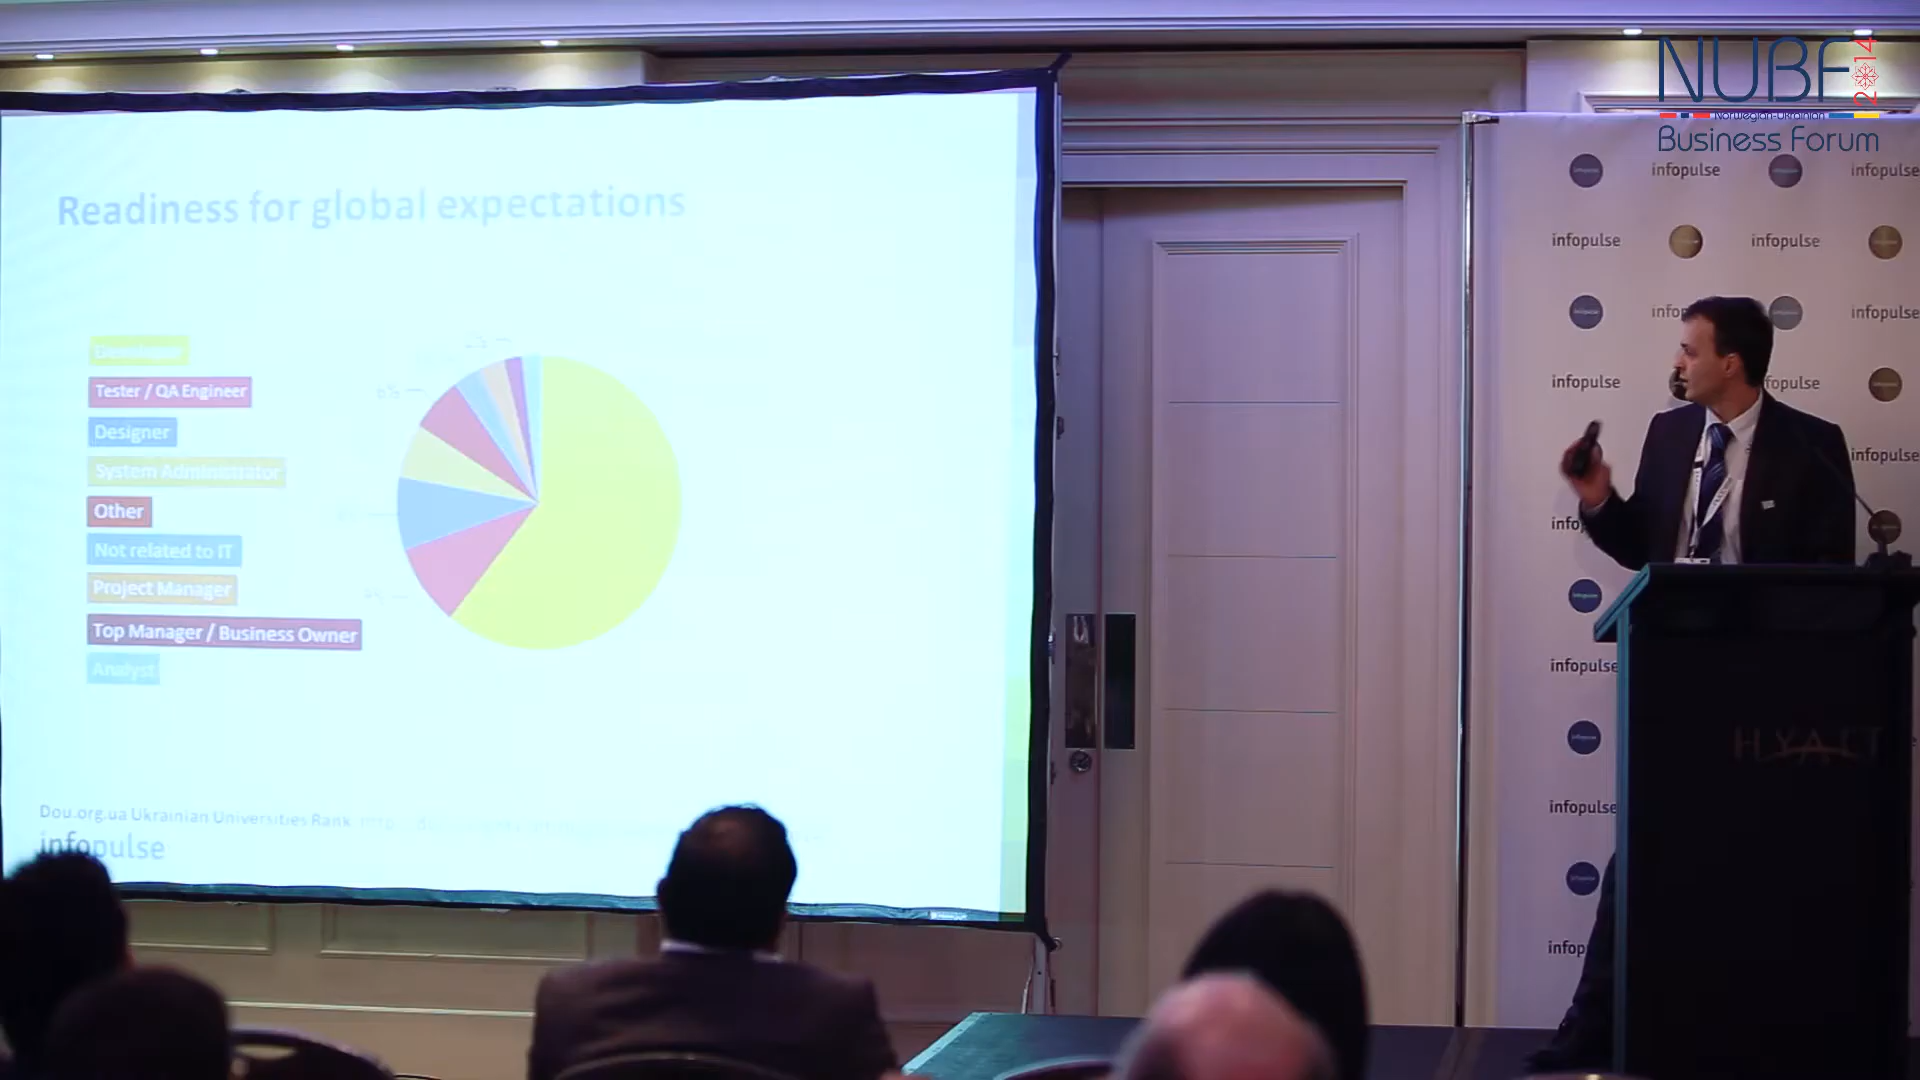 NUBF
2014
Norwegian-Ukrainian
Business Forum
Readiness for global expectations
Developer
Tester / QA Engineer
Designer
System Administrator
Other
Not related to IT
Project Manager
Top Manager / Business Owner
Analyst
6%
Dou.org.ua Ukrainian Universities Rank
infopulse
infopulse infopulse
infopulse infopulse
infopulse
infopulse
infopulse
infopulse
infopulse
HYATT